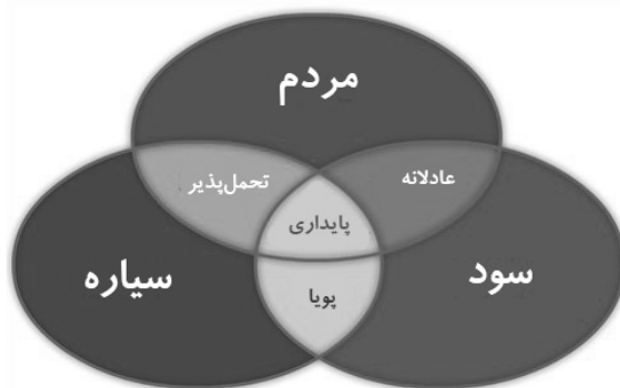 مردم
عادلانه
تحمل‌پذیر
پایداری
سود
سیاره
پویا